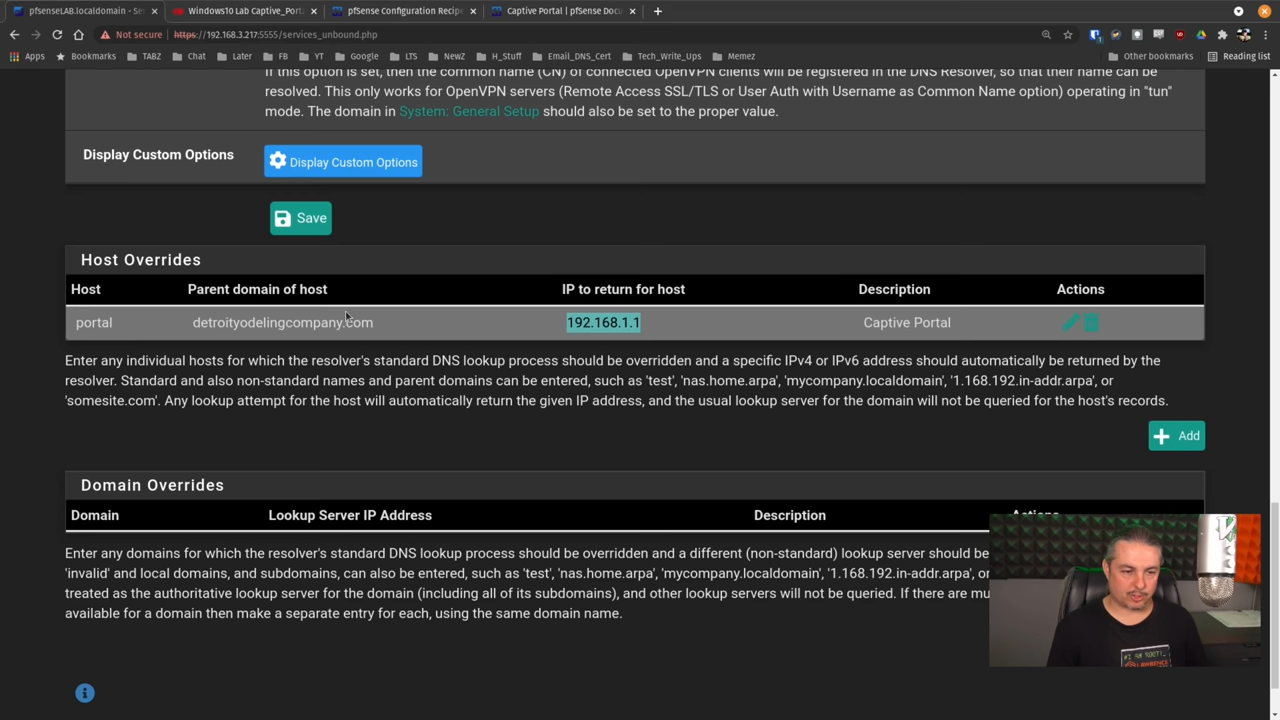 pfsenseLAB.localdomain - Se
Windows10 Lab Captive_Port
pfSense Configuration Recipe
Captive Portal | pfSense Docu
Not secure
https://192.168.3.217:5555/services_unbound.php
Apps
Bookmarks
TABZ
Chat
Later
FB
YT
Google
LTS
NewZ
H_Stuff
Email_DNS_Cert
Tech_Write_Ups
Memez
Other bookmarks
Reading list
If this option is set, then the common name (CN) of connected OpenVPN clients will be registered in the DNS Resolver, so that their name can be
resolved. This only works for OpenVPN servers (Remote Access SSL/TLS or User Auth with Username as Common Name option) operating in "tun"
mode. The domain in System: General Setup should also be set to the proper value.
Display Custom Options
Display Custom Options
Save
Host Overrides
Host Parent domain of host IP to return for host Description Actions
portal detroityodelingcompany.com 192.168.1.1 Captive Portal
Enter any individual hosts for which the resolver's standard DNS lookup process should be overridden and a specific IPv4 or IPv6 address should automatically be returned by the
resolver. Standard and also non-standard names and parent domains can be entered, such as 'test', 'nas.home.arpa', 'mycompany.localdomain', '1.168.192.in-addr.arpa', or
'somesite.com'. Any lookup attempt for the host will automatically return the given IP address, and the usual lookup server for the domain will not be queried for the host's records.
Add
Domain Overrides
Domain Lookup Server IP Address Description Actions
Enter any domains for which the resolver's standard DNS lookup process should be overridden and a different (non-standard) lookup server should be
'invalid' and local domains, and subdomains, can also be entered, such as 'test', 'nas.home.arpa', 'mycompany.localdomain', '1.168.192.in-addr.arpa', or
treated as the authoritative lookup server for the domain (including all of its subdomains), and other lookup servers will not be queried. If there are mu
available for a domain then make a separate entry for each, using the same domain name.
#I AM ROOT!
LAWRENCE